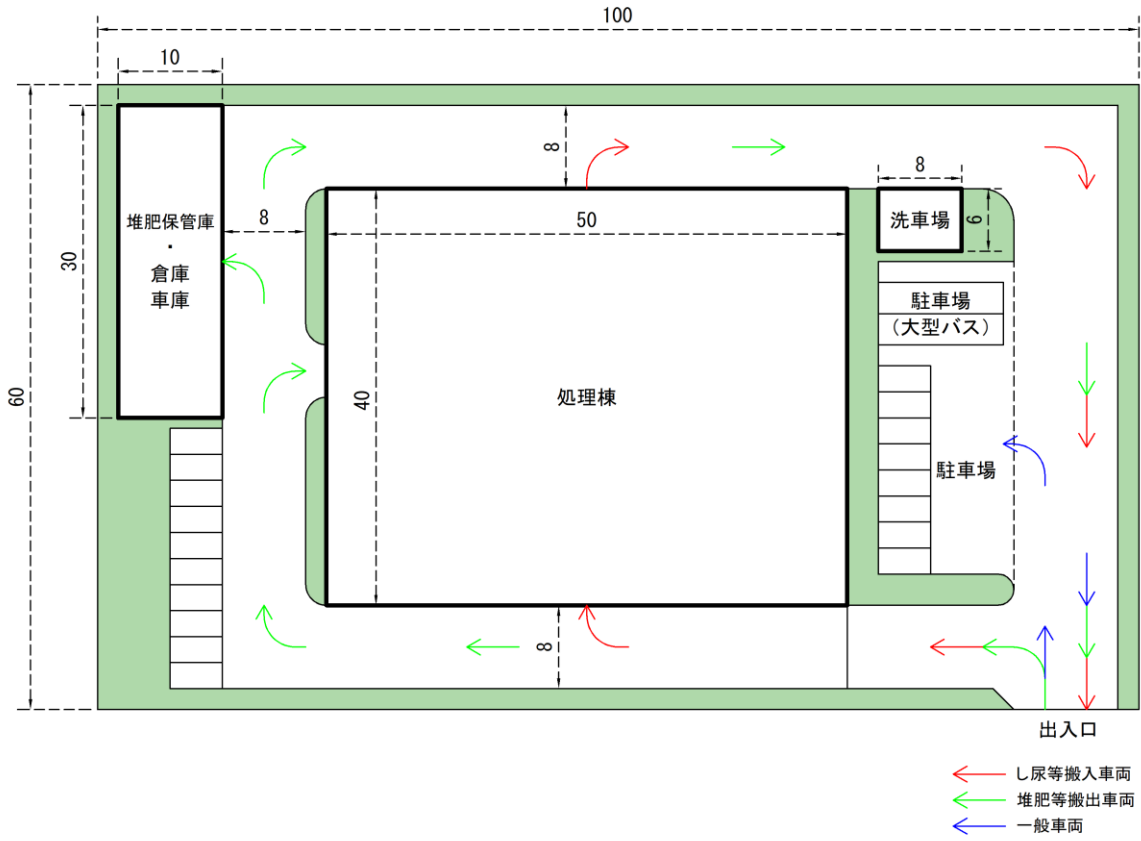 100
10
8
8
堆肥保管庫
・
倉庫
車庫
8
50
洗車場
6
30
駐車場
（大型バス）
60
40
処理棟
駐車場
8
出入口
し尿等搬入車両
堆肥等搬出車両
一般車両